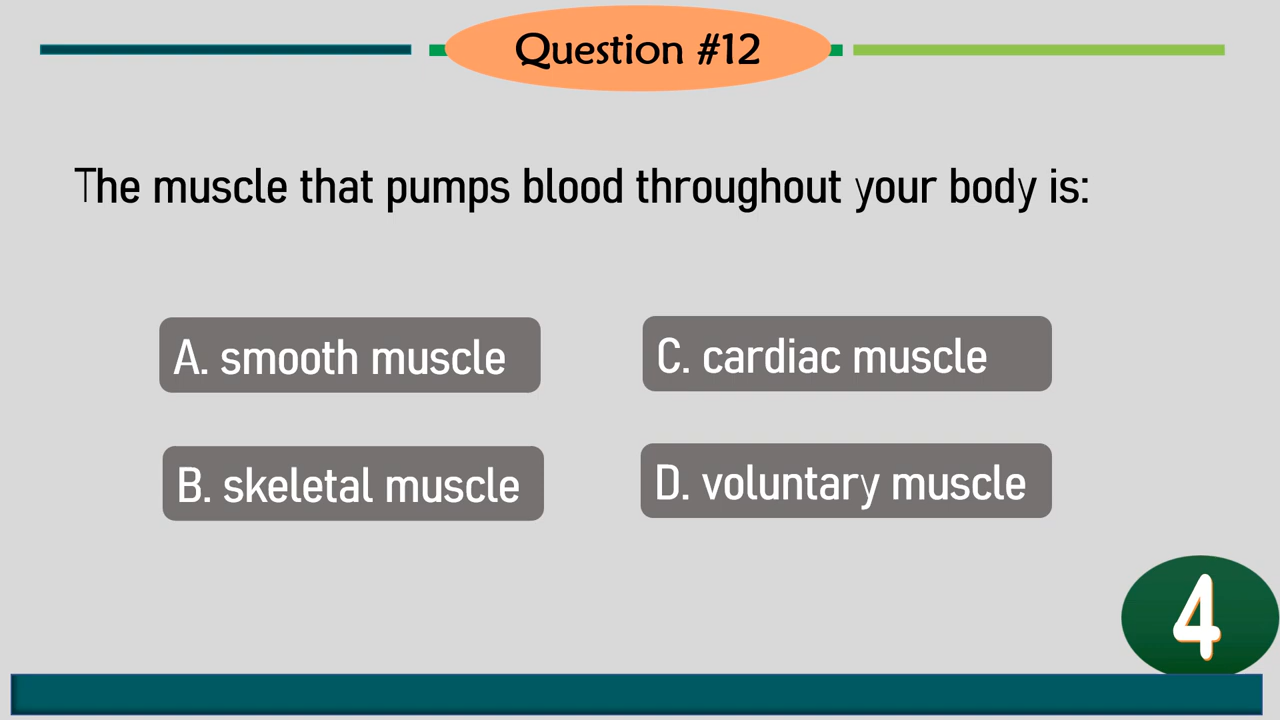 Question #12
The muscle that pumps blood throughout your body is:
A. smooth muscle
C. cardiac muscle
B. skeletal muscle
D. voluntary muscle
4